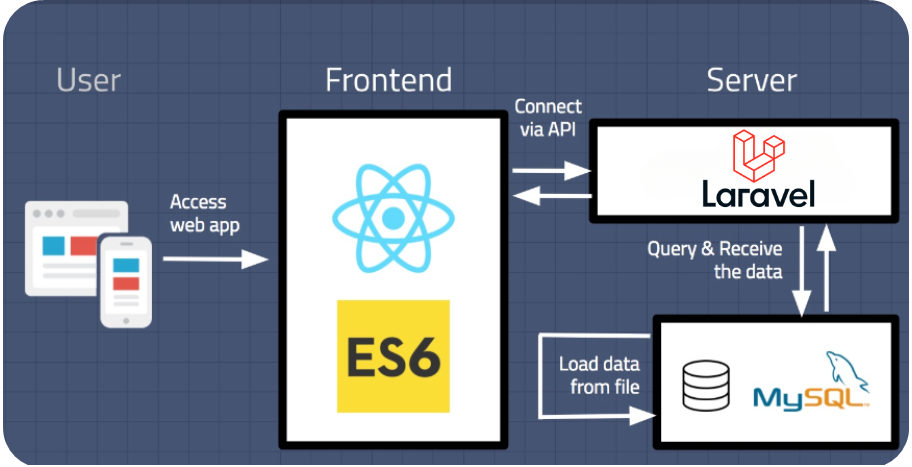 User
Frontend
Server
Connect
via API
Laravel
Access
web app
Query & Receive
the data
ES6
Load data
from file
MySQL